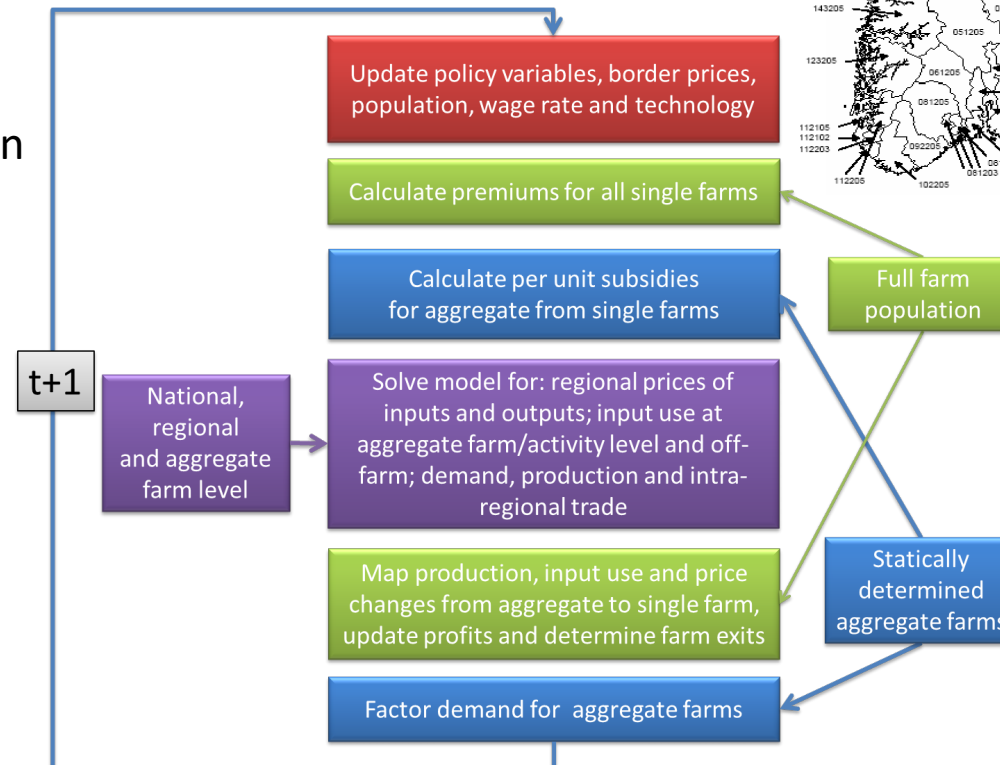 n
Update policy variables, border prices,
population, wage rate and technology
Calculate premiums for all single farms
Calculate per unit subsidies
for aggregate from single farms
Full farm
population
t+1
National,
regional
and aggregate
farm level
Solve model for: regional prices of
inputs and outputs; input use at
aggregate farm/activity level and off-
farm; demand, production and intra-
regional trade
Map production, input use and price
changes from aggregate to single farm,
update profits and determine farm exits
Statically
determined
aggregate farms
Factor demand for  aggregate farms
143205
051205
123205
061205
081205
112105
112102
112203
092205
112205
102205
081203